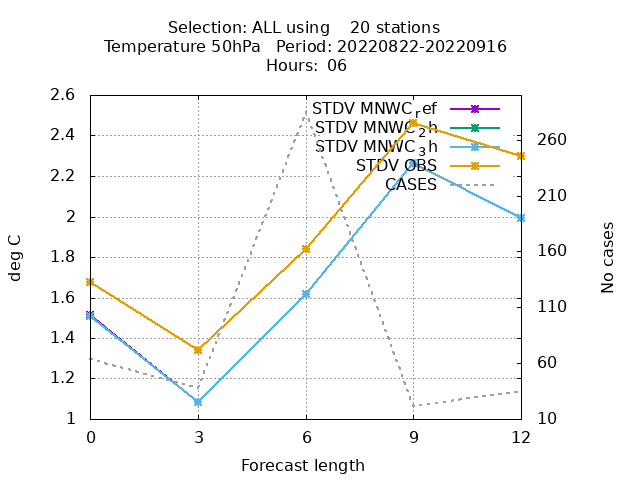 Selection: ALL using 20 stations
Temperature 50hPa Period: 20220822-20220916
Hours: 06
2.6
2.4
2.2
2
1.8
1.6
1.4
1.2
1
deg C
STDV MNWC_ref
STDV MNWC_2h
STDV MNWC_3h
STDV OBS
CASES
260
210
160
110
60
10
No cases
0 3 6 9 12
Forecast length